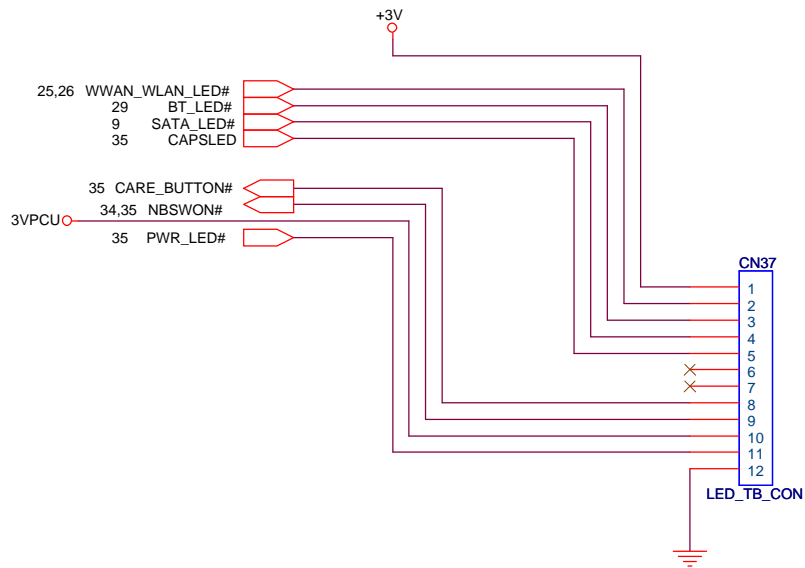 +3V
25,26 WWAN_WLAN_LED#
29 BT_LED#
9 SATA_LED#
35 CAPSLED
35 CARE_BUTTON#
34,35 NBSWON#
3VPCU
35 PWR_LED#
CN37
1
2
3
4
5
6
7
8
9
10
11
12
LED_TB_CON